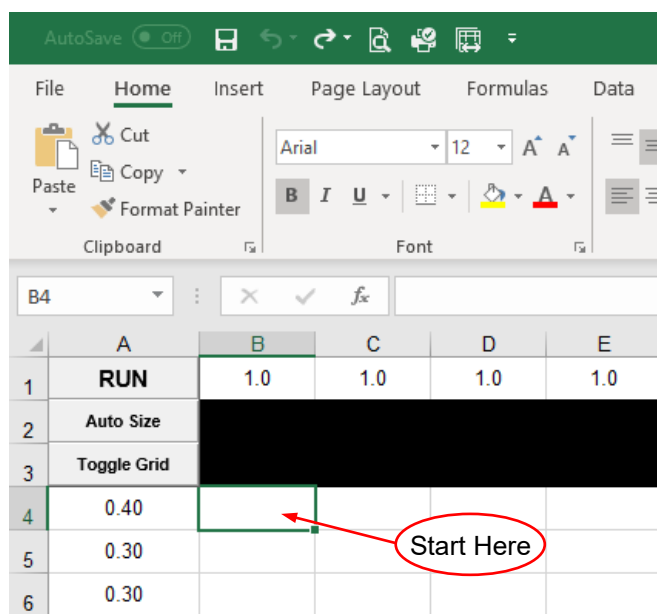 AutoSave Off
File Home Insert Page Layout Formulas Data
Cut
Copy
Format Painter
Paste
Arial 12 A A
B I U A
Clipboard Font
B4 fx
A B C D E
1 RUN 1.0 1.0 1.0 1.0
2 Auto Size
3 Toggle Grid
4 0.40
5 0.30
6 0.30
Start Here